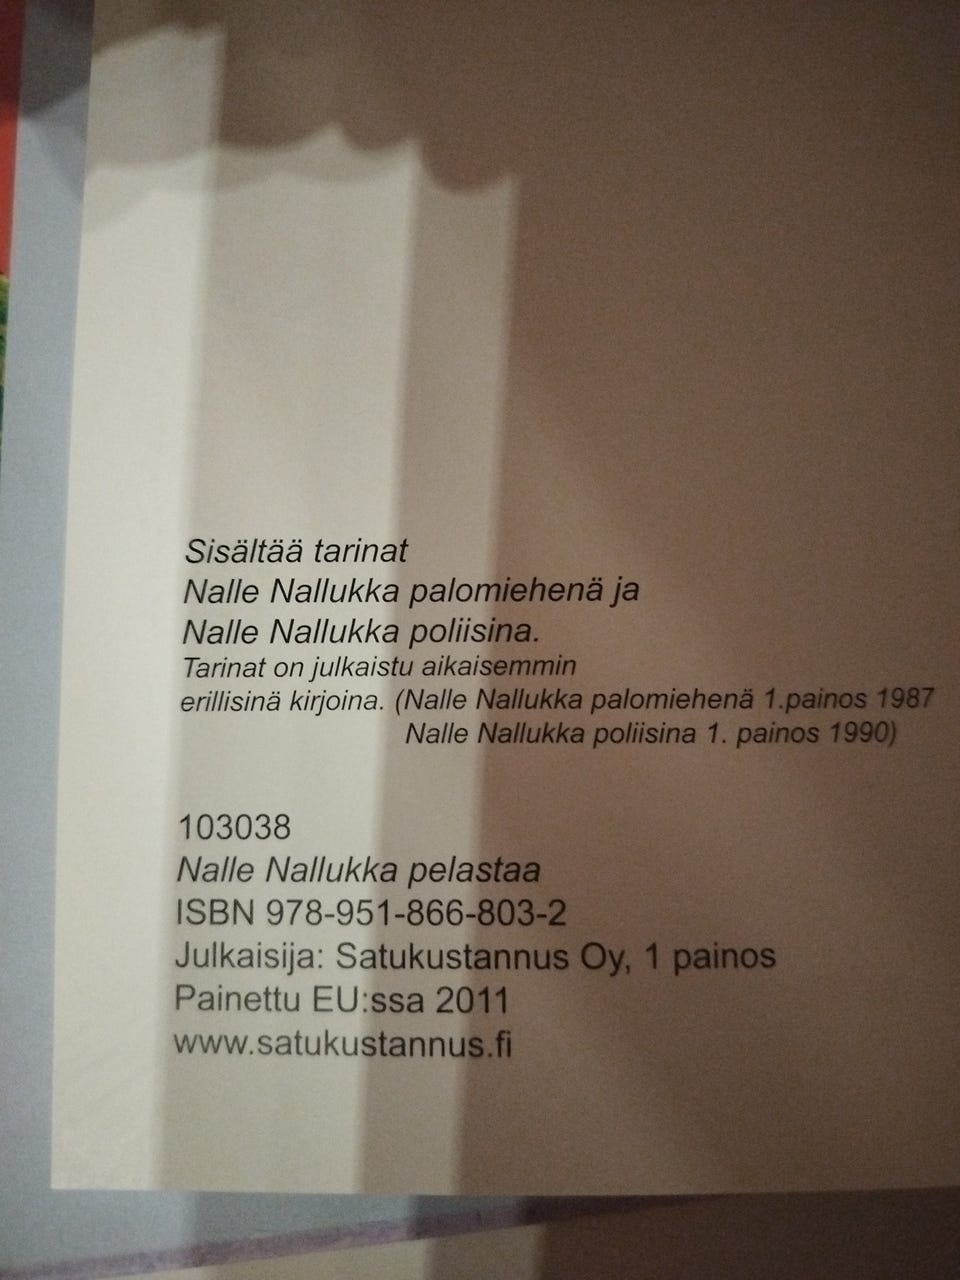 Sisältää tarinat
Nalle Nallukka palomiehenä ja
Nalle Nallukka poliisina.
Tarinat on julkaistu aikaisemmin
erillisinä kirjoina. (Nalle Nallukka palomiehenä 1.painos 1987
Nalle Nallukka poliisina 1. painos 1990)
103038
Nalle Nallukka pelastaa
ISBN 978-951-866-803-2
Julkaisija: Satukustannus Oy, 1 painos
Painettu EU:ssa 2011
www.satukustannus.fi